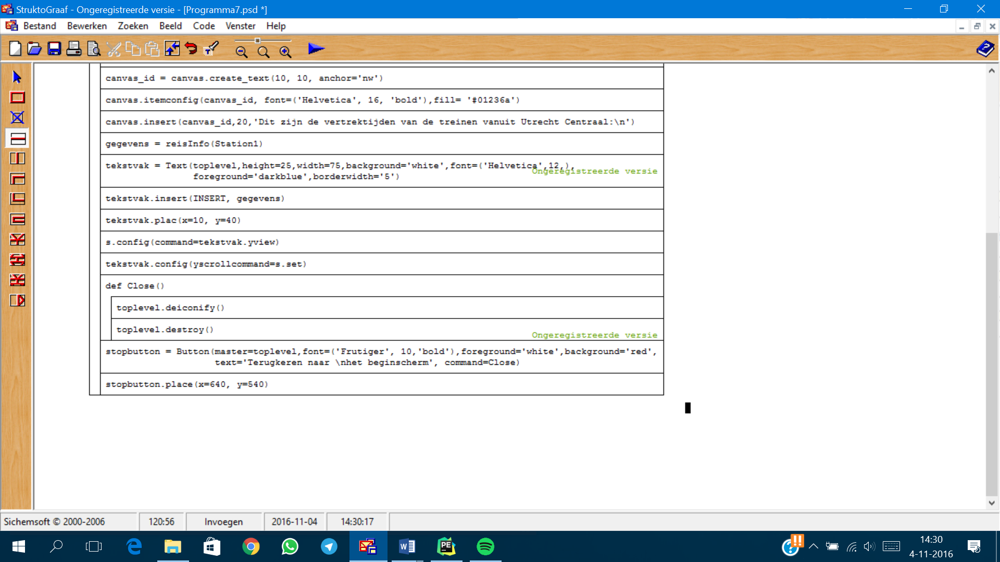 StruktoGraaf - Ongeregistreerde versie - [Programma7.psd *]
Bestand Bewerken Zoeken Beeld Code Venster Help
canvas_id = canvas.create_text(10, 10, anchor='nw')
canvas.itemconfig(canvas_id, font=('Helvetica', 16, 'bold'),fill= '#01236a')
canvas.insert(canvas_id,20,'Dit zijn de vertrektijden van de treinen vanuit Utrecht Centraal:\n')
gegevens = reisInfo(Station1)
tekstvak = Text(toplevel,height=25,width=75,background='white',font=('Helvetica',12,),
Ongeregistreerde versie
foreground='darkblue',borderwidth='5')
tekstvak.insert(INSERT, gegevens)
tekstvak.plac(x=10, y=40)
s.config(command=tekstvak.yview)
tekstvak.config(yscrollcommand=s.set)
def Close()
toplevel.deiconify()
toplevel.destroy()
Ongeregistreerde versie
stopbutton = Button(master=toplevel,font=('Frutiger', 10,'bold'),foreground='white',background='red',
text='Terugkeren naar \nhet beginscherm', command=Close)
stopbutton.place(x=640, y=540)
Sichemsoft © 2000-2006 120:56 Invoegen 2016-11-04 14:30:17
14:30
4-11-2016